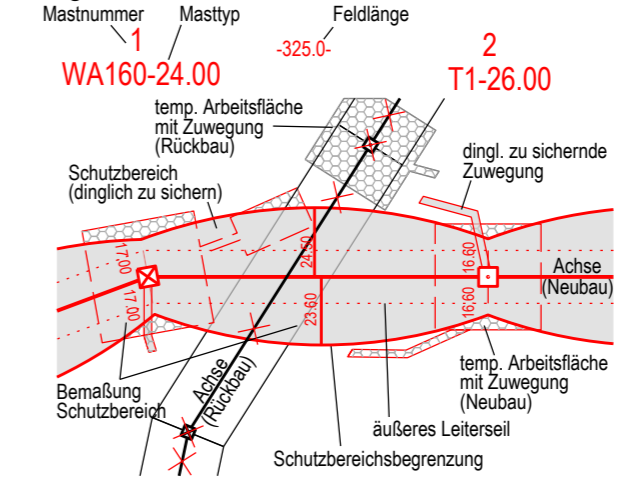 Mastnummer
Masttyp
Feldlänge
1
WA160-24.00
-325.0-
2
T1-26.00
temp. Arbeitsfläche
mit Zuwegung
(Rückbau)
dingl. zu sichernde
Zuwegung
Schutzbereich
(dinglich zu sichern)
17.00
17.00
24.50
23.60
16.60
16.60
Achse
(Neubau)
Achse
(Rückbau)
Bemaßung
Schutzbereich
temp. Arbeitsfläche
mit Zuwegung
(Neubau)
äußeres Leiterseil
Schutzbereichsbegrenzung